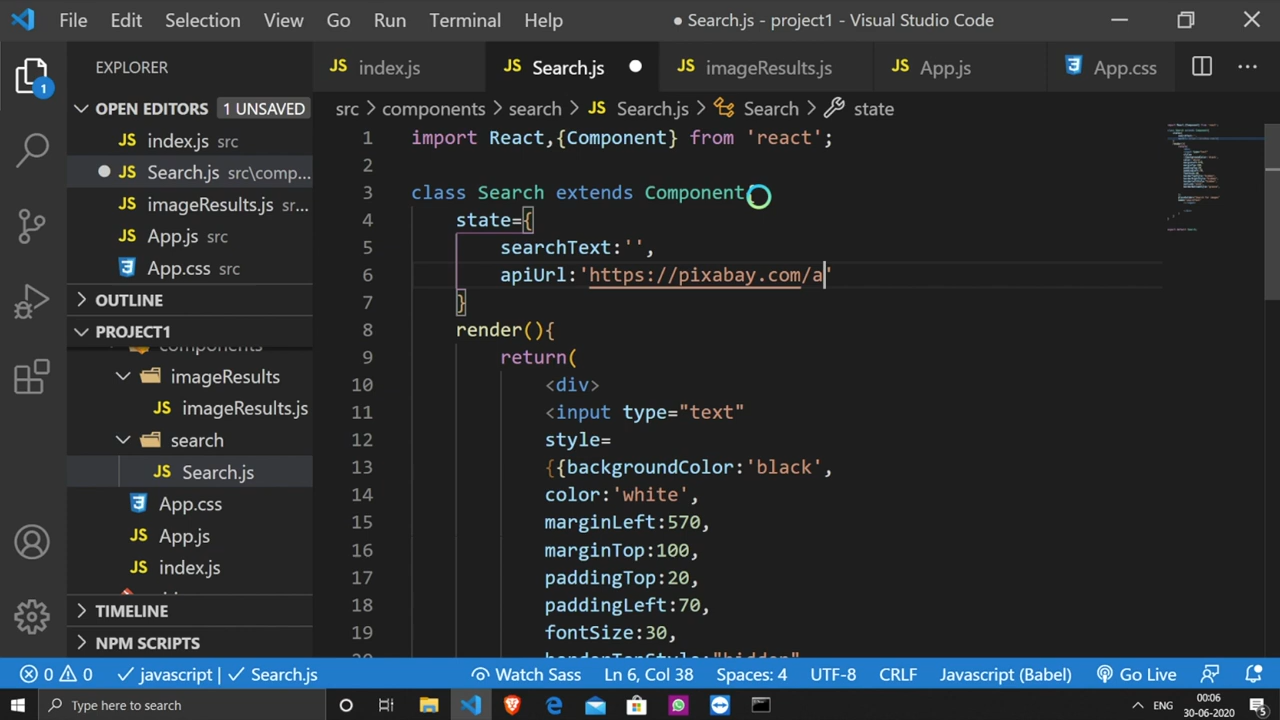 File Edit Selection View Go Run Terminal Help ● Search.js - project1 - Visual Studio Code
EXPLORER
JS index.js JS Search.js ● JS imageResults.js JS App.js App.css
OPEN EDITORS 1 UNSAVED
src > components > search > JS Search.js > Search > state
JS index.js src
JS Search.js src\comp...
JS imageResults.js src...
JS App.js src
App.css src
OUTLINE
PROJECT1
components
imageResults
JS imageResults.js
search
JS Search.js
App.css
JS App.js
JS index.js
TIMELINE
NPM SCRIPTS
1
1 import React,{Component} from 'react';
2
3 class Search extends Component
4 state={
5 searchText:'',
6 apiUrl:'https://pixabay.com/a'
7 }
8 render(){
9 return(
10 <div>
11 <input type="text"
12 style=
13 {{backgroundColor:'black',
14 color:'white',
15 marginLeft:570,
16 marginTop:100,
17 paddingTop:20,
18 paddingLeft:70,
19 fontSize:30,
20 borderTopStyle:"hidden"
0 0 javascript | Search.js Watch Sass Ln 6, Col 38 Spaces: 4 UTF-8 CRLF Javascript (Babel) Go Live
Type here to search
ENG
00:06
30-06-2020
5